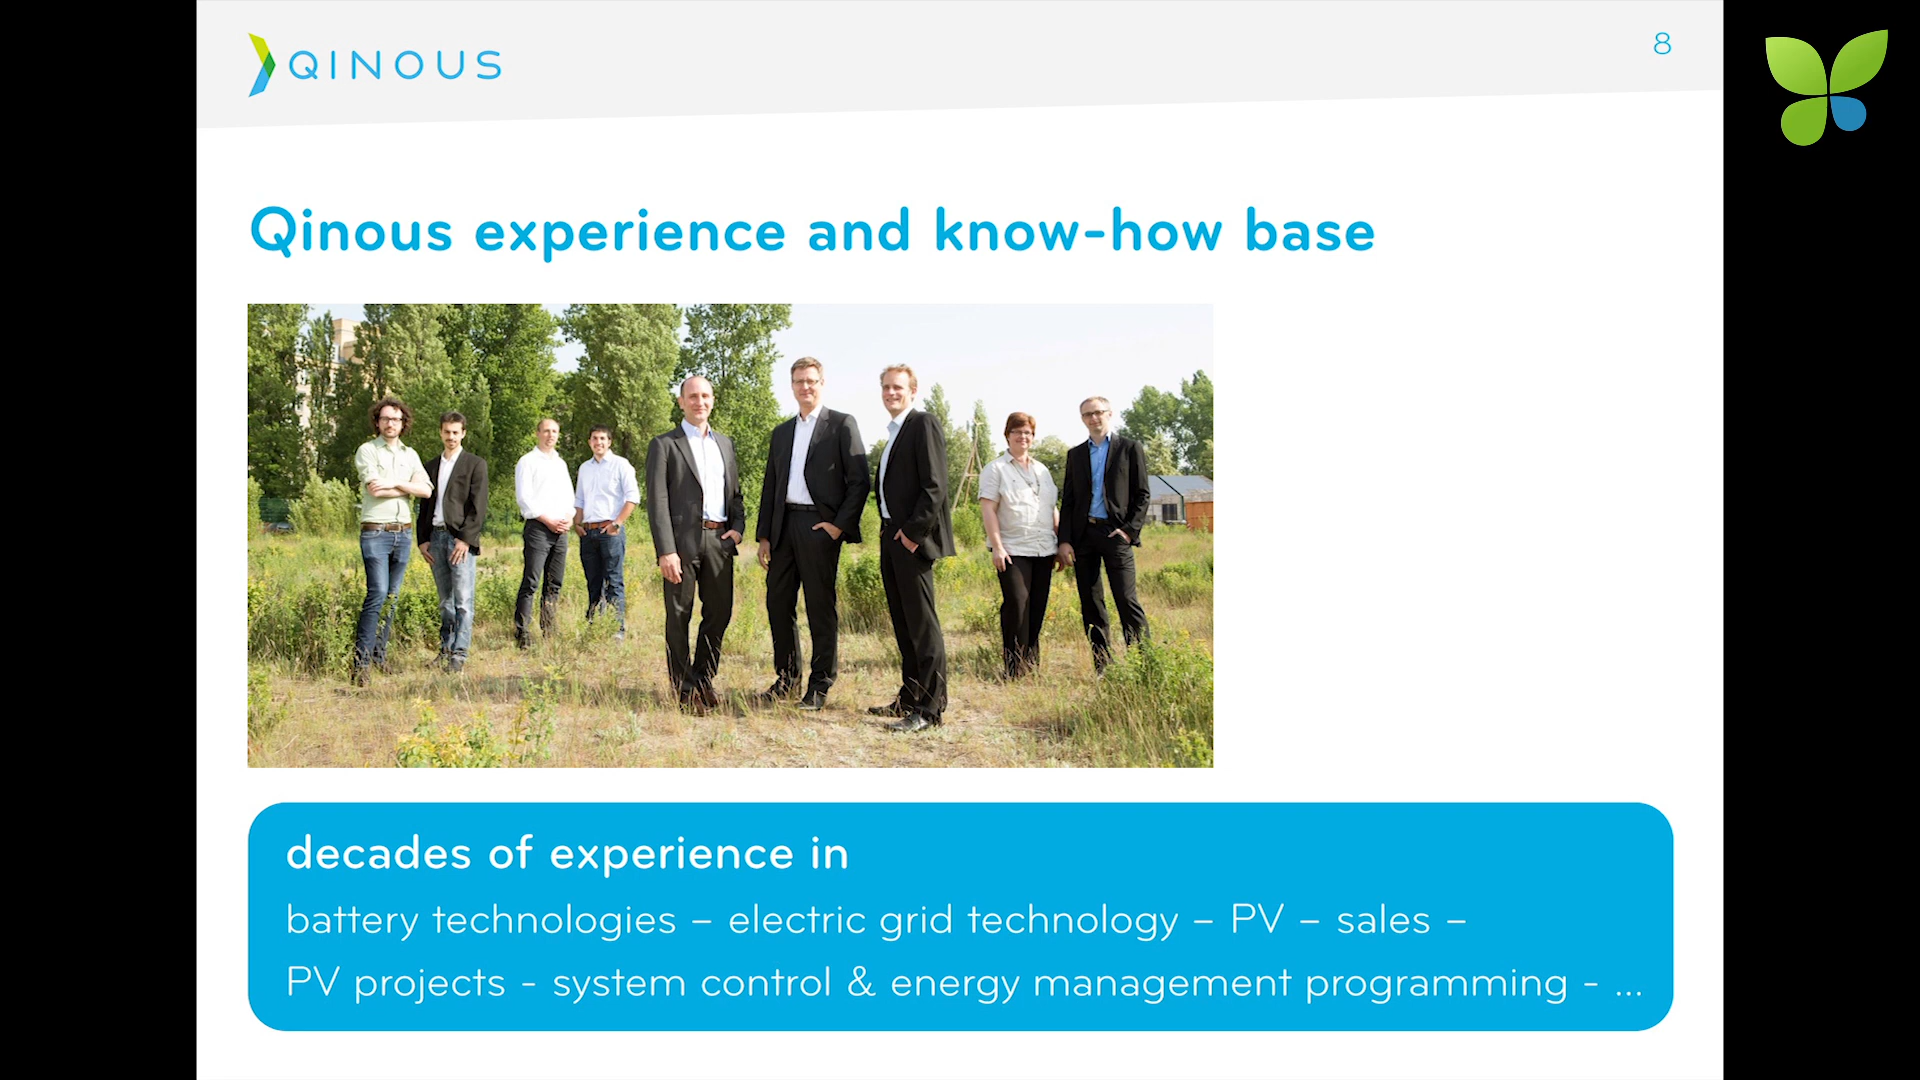 QINOUS
8
Qinous experience and know-how base
decades of experience in
battery technologies – electric grid technology – PV – sales –
PV projects - system control & energy management programming - ...